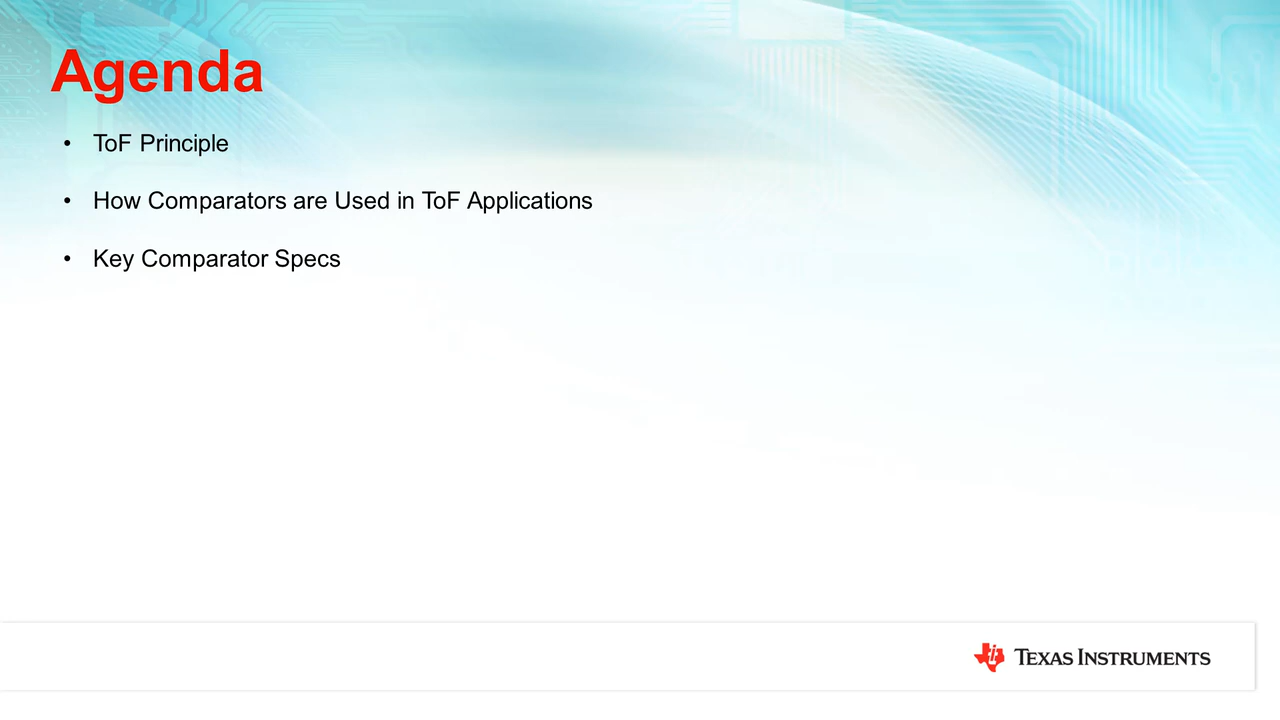 Agenda
• ToF Principle
• How Comparators are Used in ToF Applications
• Key Comparator Specs
TEXAS INSTRUMENTS